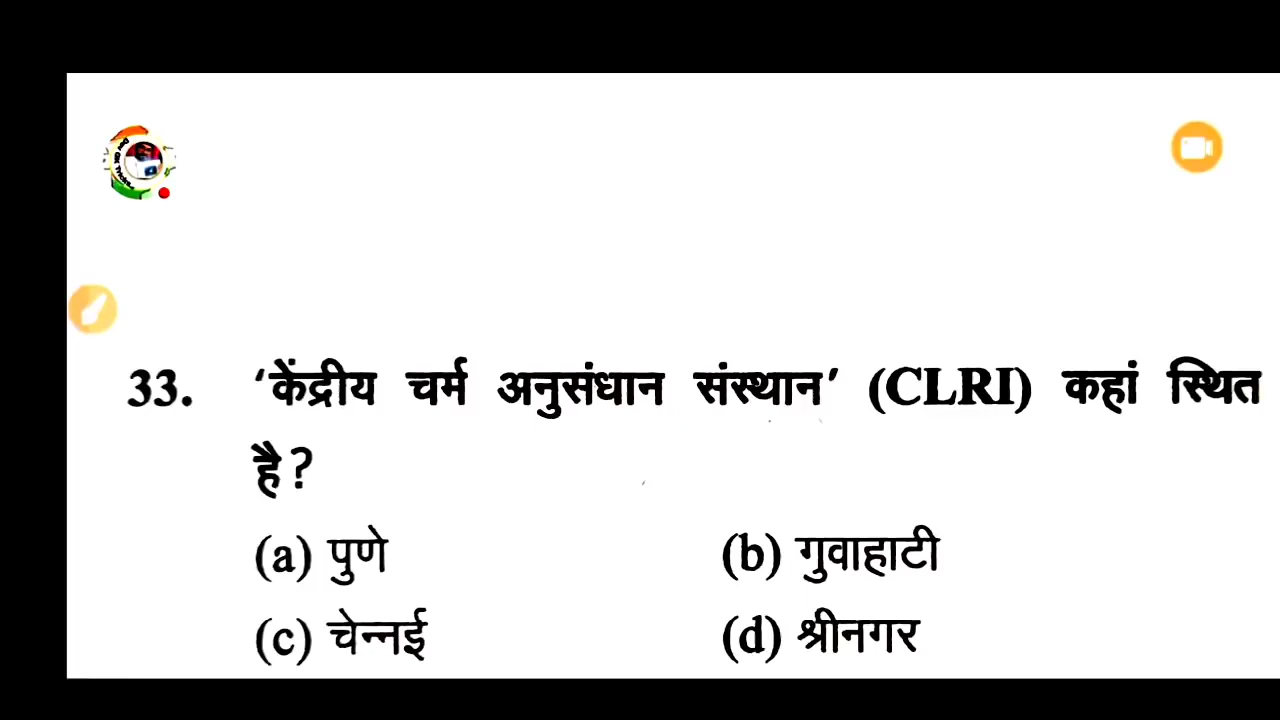 33. ‘केंद्रीय चर्म अनुसंधान संस्थान’ (CLRI) कहां स्थित
है?
(a) पुणे (b) गुवाहाटी
(c) चेन्नई (d) श्रीनगर